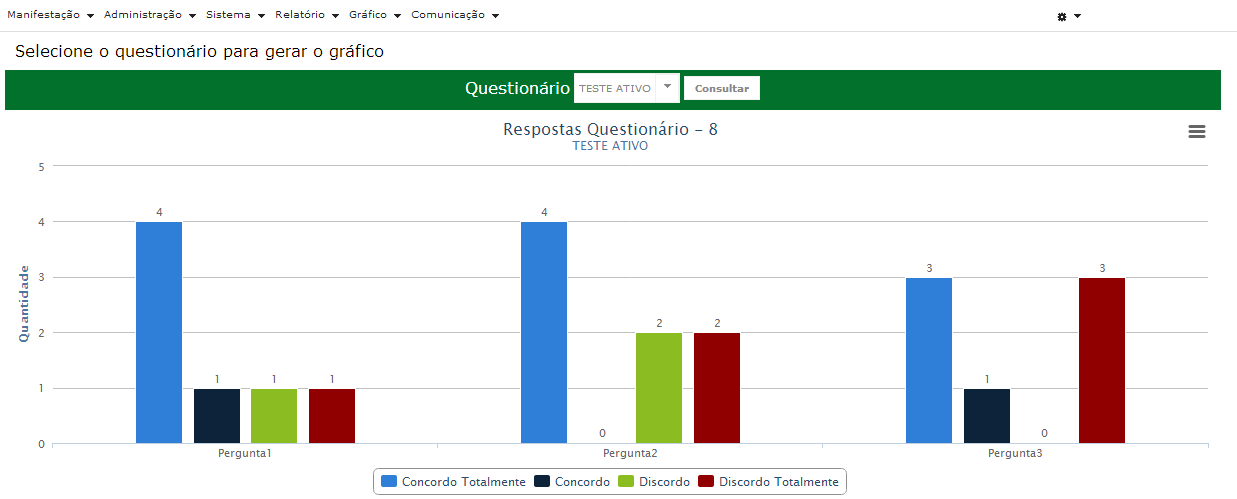 Manifestação Administração Sistema Relatório Gráfico Comunicação
Selecione o questionário para gerar o gráfico
Questionário TESTE ATIVO Consultar
Respostas Questionário - 8
TESTE ATIVO
Quantidade
5
4
3
2
1
0
4 1 1 1
4 0 2 2
3 1 0 3
Pergunta1 Pergunta2 Pergunta3
Concordo Totalmente Concordo Discordo Discordo Totalmente